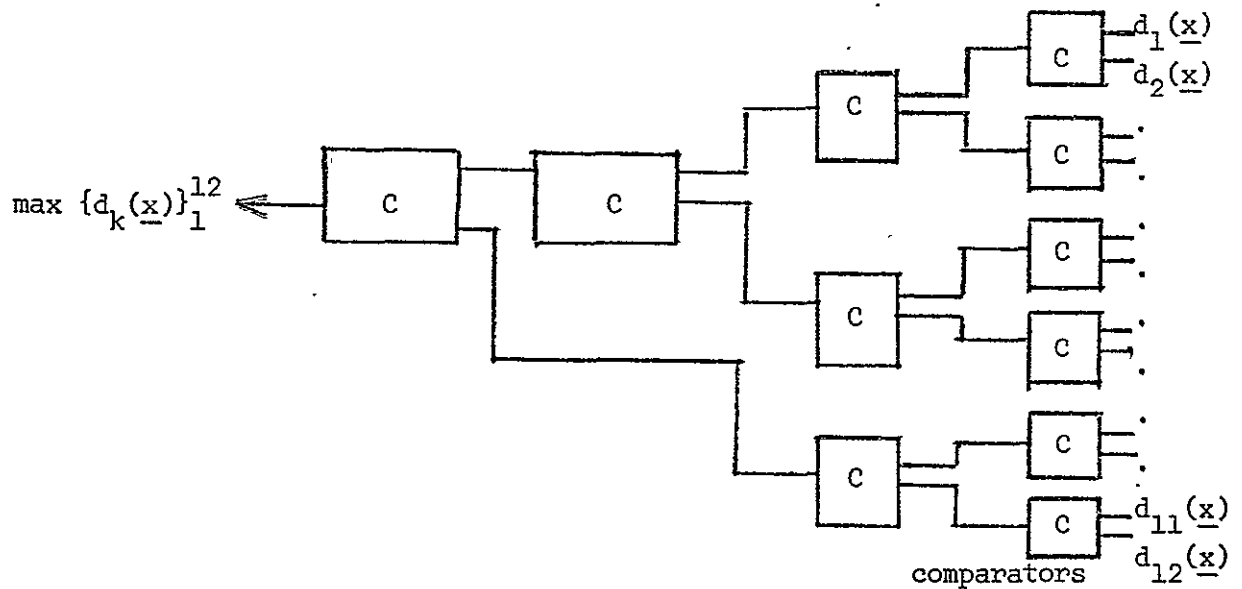 d_1(x)
C
d_2(x)
C
C
max {d_k(x)}_1^12
C
C
C
C
C
C
C
C
d_11(x)
C
d_12(x)
comparators